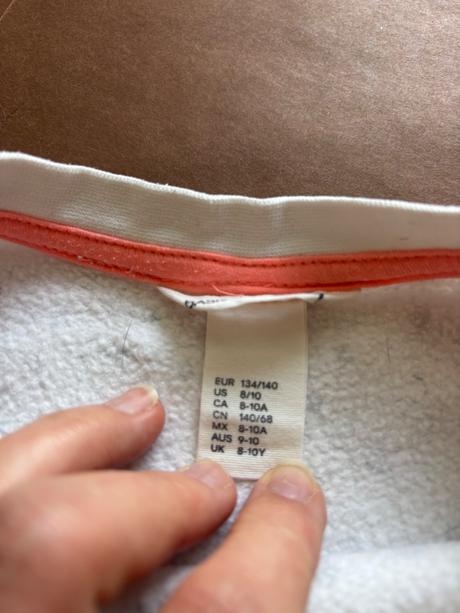 EUR 134/140
US 8/10
CA 8-10A
CN 140/68
MX 8-10A
AUS 9-10
UK 8-10Y